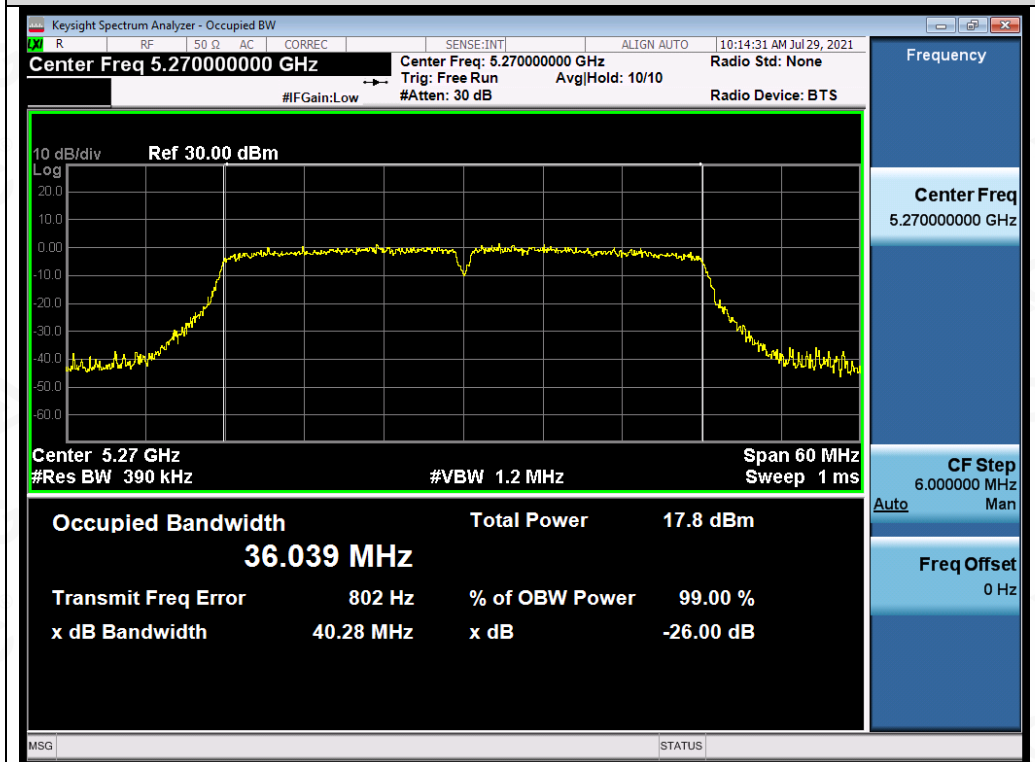 Keysight Spectrum Analyzer - Occupied BW
LXI R RF 50 Ω AC CORREC SENSE:INT ALIGN AUTO 10:14:31 AM Jul 29, 2021
Center Freq 5.270000000 GHz
Center Freq: 5.270000000 GHz Radio Std: None
Trig: Free Run Avg|Hold: 10/10
#IFGain:Low #Atten: 30 dB Radio Device: BTS
10 dB/div Ref 30.00 dBm
Log
20.0
10.0
0.00
-10.0
-20.0
-30.0
-40.0
-50.0
-60.0
Center 5.27 GHz Span 60 MHz
#Res BW 390 kHz #VBW 1.2 MHz Sweep 1 ms
Occupied Bandwidth Total Power 17.8 dBm
36.039 MHz
Transmit Freq Error 802 Hz % of OBW Power 99.00 %
x dB Bandwidth 40.28 MHz x dB -26.00 dB
MSG STATUS
Frequency
Center Freq
5.270000000 GHz
CF Step
6.000000 MHz
Auto Man
Freq Offset
0 Hz